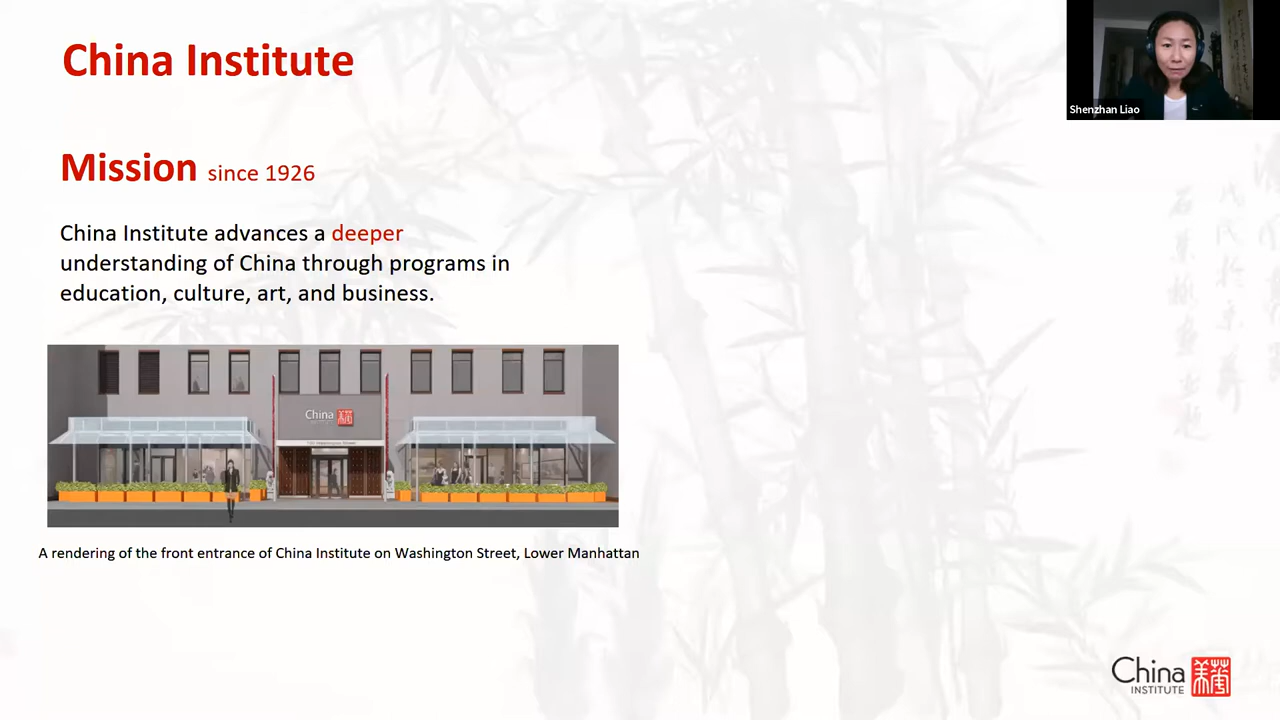 China Institute
Shenzhan Liao
Mission since 1926
China Institute advances a deeper
understanding of China through programs in
education, culture, art, and business.
China
A rendering of the front entrance of China Institute on Washington Street, Lower Manhattan
China
INSTITUTE